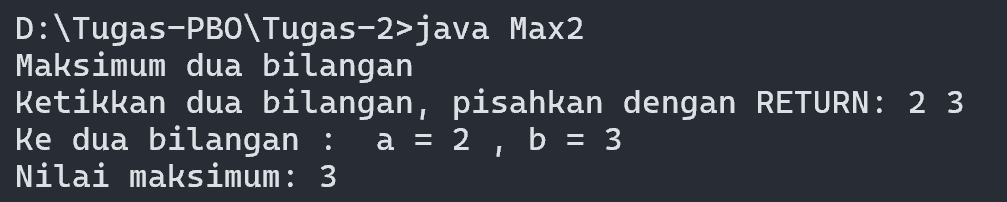 D:\Tugas-PBO\Tugas-2>java Max2
Maksimum dua bilangan
Ketikkan dua bilangan, pisahkan dengan RETURN: 2 3
Ke dua bilangan :  a = 2 , b = 3
Nilai maksimum: 3